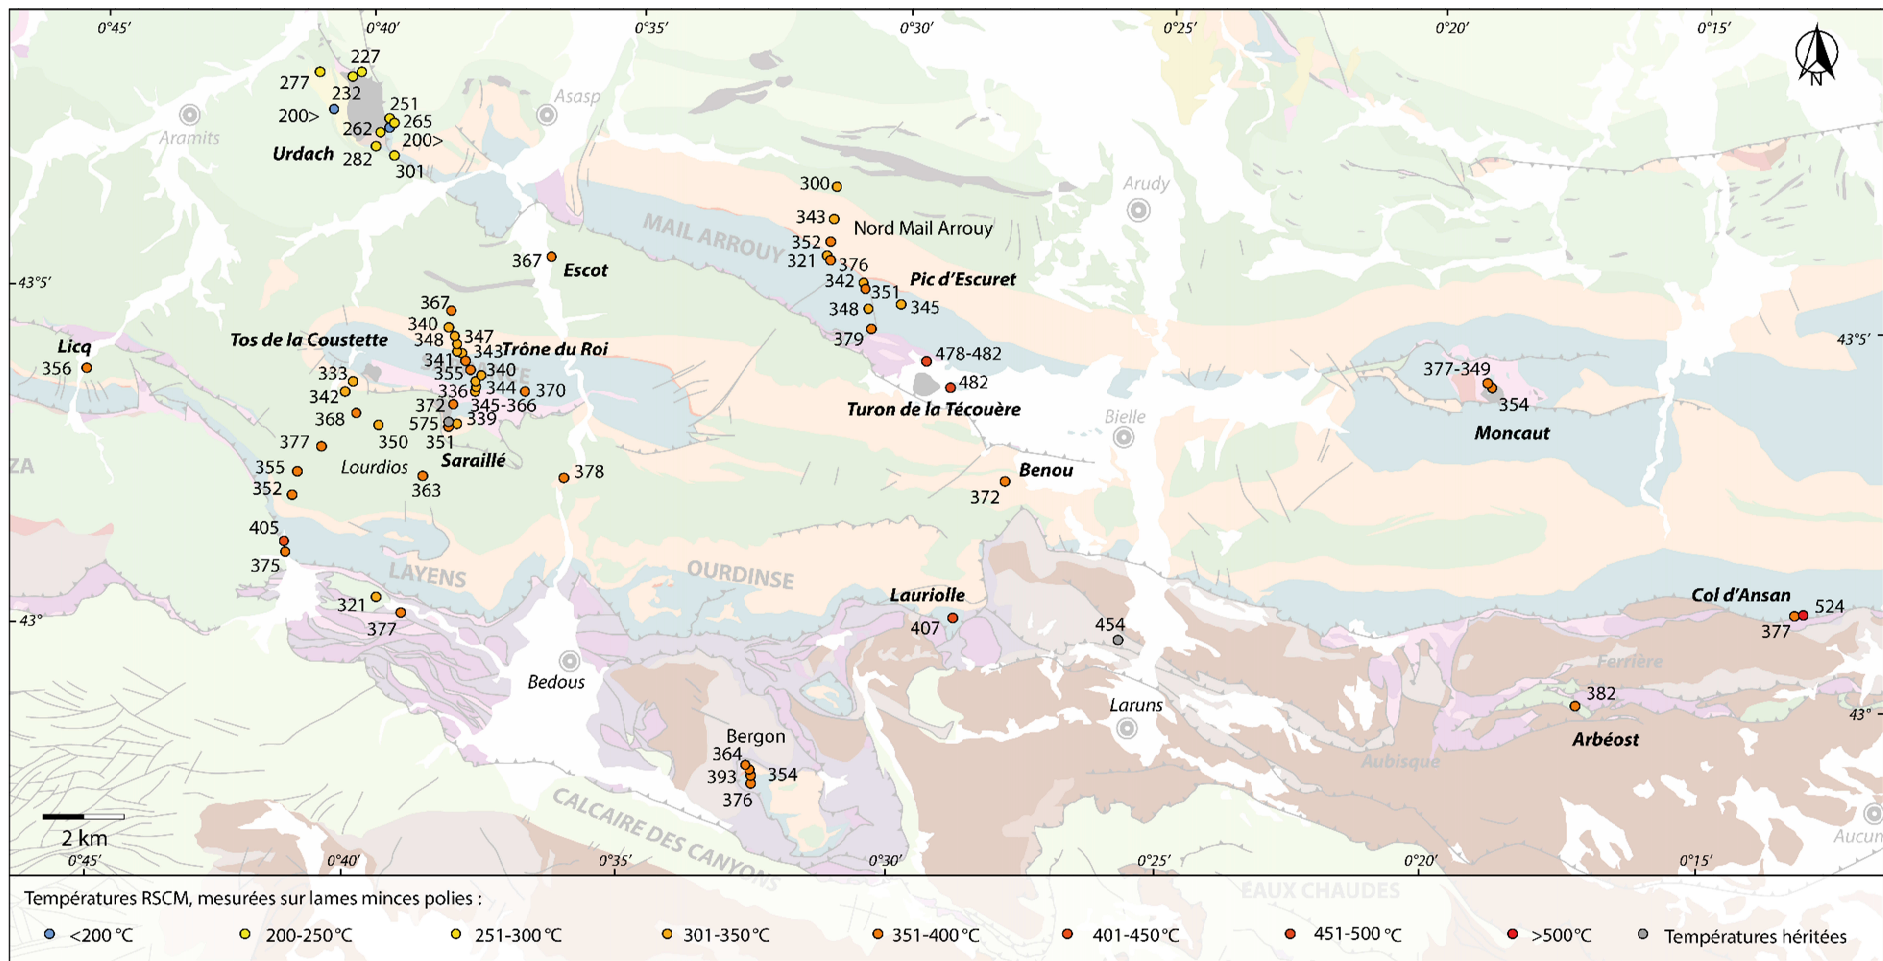 0°45′
0°40′
0°35′
0°30′
0°25′
0°20′
0°15′
N
227
277
232
200>
251
265
262
200>
282
301
Urdach
Aramits
Asasp
Arudy
300
343
Nord Mail Arrouy
352
321
376
MAIL ARROUY
367
Escot
43°5′
342
351
Pic d’Escuret
348
345
379
367
340
347
348
343
Trône du Roi
341
355
340
Tos de la Coustette
Licq
356
333
342
336
344
370
372
345-366
368
575
339
350
351
377
Lourdios
Saraillé
355
363
378
352
405
375
ZA
478-482
482
Turon de la Técouère
Bielle
Benou
372
43°5′
377-349
354
Moncaut
LAYENS
OURDINSE
43°
321
377
Lauriolle
407
454
Col d’Ansan
524
377
Bedous
Ferrière
382
Arbéost
43°
Laruns
Aubisque
Bergon
364
393
354
376
CALCAIRE DES CANYONS
2 km
Aucun
0°45′
0°40′
0°35′
0°30′
0°25′
0°20′
0°15′
EAUX CHAUDES
Températures RSCM, mesurées sur lames minces polies :
<200 °C
200-250°C
251-300°C
301-350°C
351-400°C
401-450°C
451-500 °C
>500°C
Températures héritées